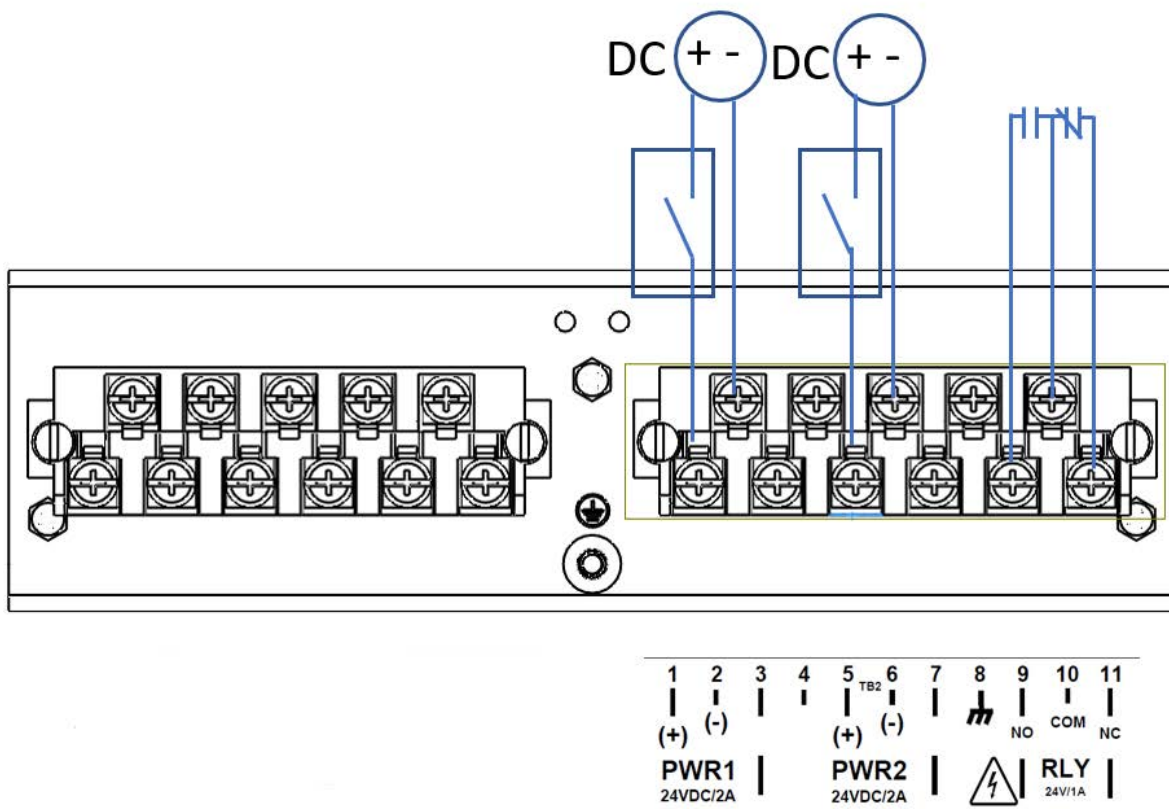 DC + - DC + -
1 2 3 4 5 TB2 6 7 8 9 10 11
(+) (-) (+) (-) NO COM NC
PWR1 PWR2 RLY
24VDC/2A 24VDC/2A 24V/1A